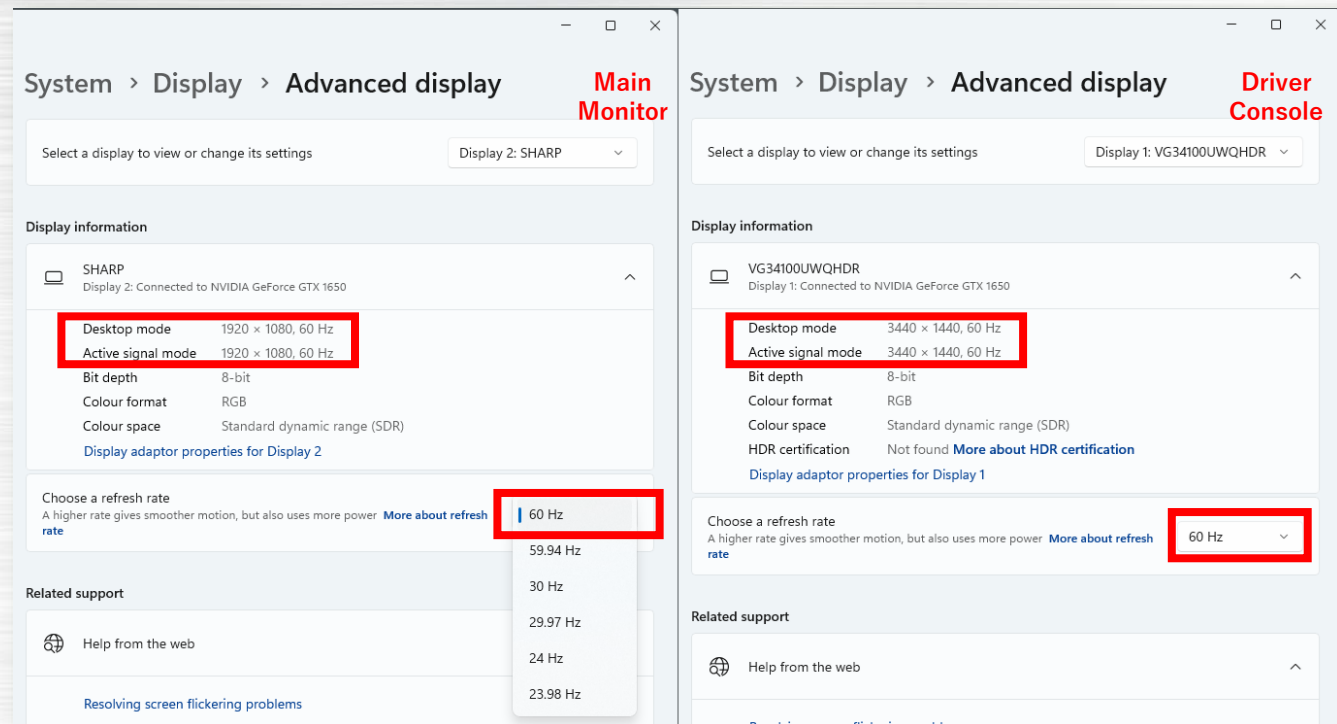 System > Display > Advanced display
Main
Monitor
Select a display to view or change its settings
Display 2: SHARP
Display information
SHARP
Display 2: Connected to NVIDIA GeForce GTX 1650
Desktop mode 1920 × 1080, 60 Hz
Active signal mode 1920 × 1080, 60 Hz
Bit depth 8-bit
Colour format RGB
Colour space Standard dynamic range (SDR)
Display adaptor properties for Display 2
Choose a refresh rate
A higher rate gives smoother motion, but also uses more power More about refresh
rate
60 Hz
59.94 Hz
30 Hz
29.97 Hz
24 Hz
23.98 Hz
Related support
Help from the web
Resolving screen flickering problems
System > Display > Advanced display
Driver
Console
Select a display to view or change its settings
Display 1: VG34100UWQHDR
Display information
VG34100UWQHDR
Display 1: Connected to NVIDIA GeForce GTX 1650
Desktop mode 3440 × 1440, 60 Hz
Active signal mode 3440 × 1440, 60 Hz
Bit depth 8-bit
Colour format RGB
Colour space Standard dynamic range (SDR)
HDR certification Not found More about HDR certification
Display adaptor properties for Display 1
Choose a refresh rate
A higher rate gives smoother motion, but also uses more power More about refresh
rate
60 Hz
Related support
Help from the web